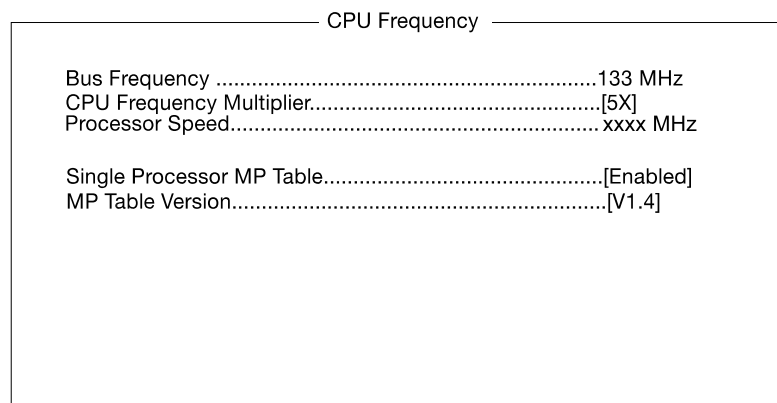 CPU Frequency
Bus Frequency ................................................................133 MHz
CPU Frequency Multiplier.................................................[5X]
Processor Speed.............................................................. xxxx MHz
Single Processor MP Table...............................................[Enabled]
MP Table Version...............................................................[V1.4]